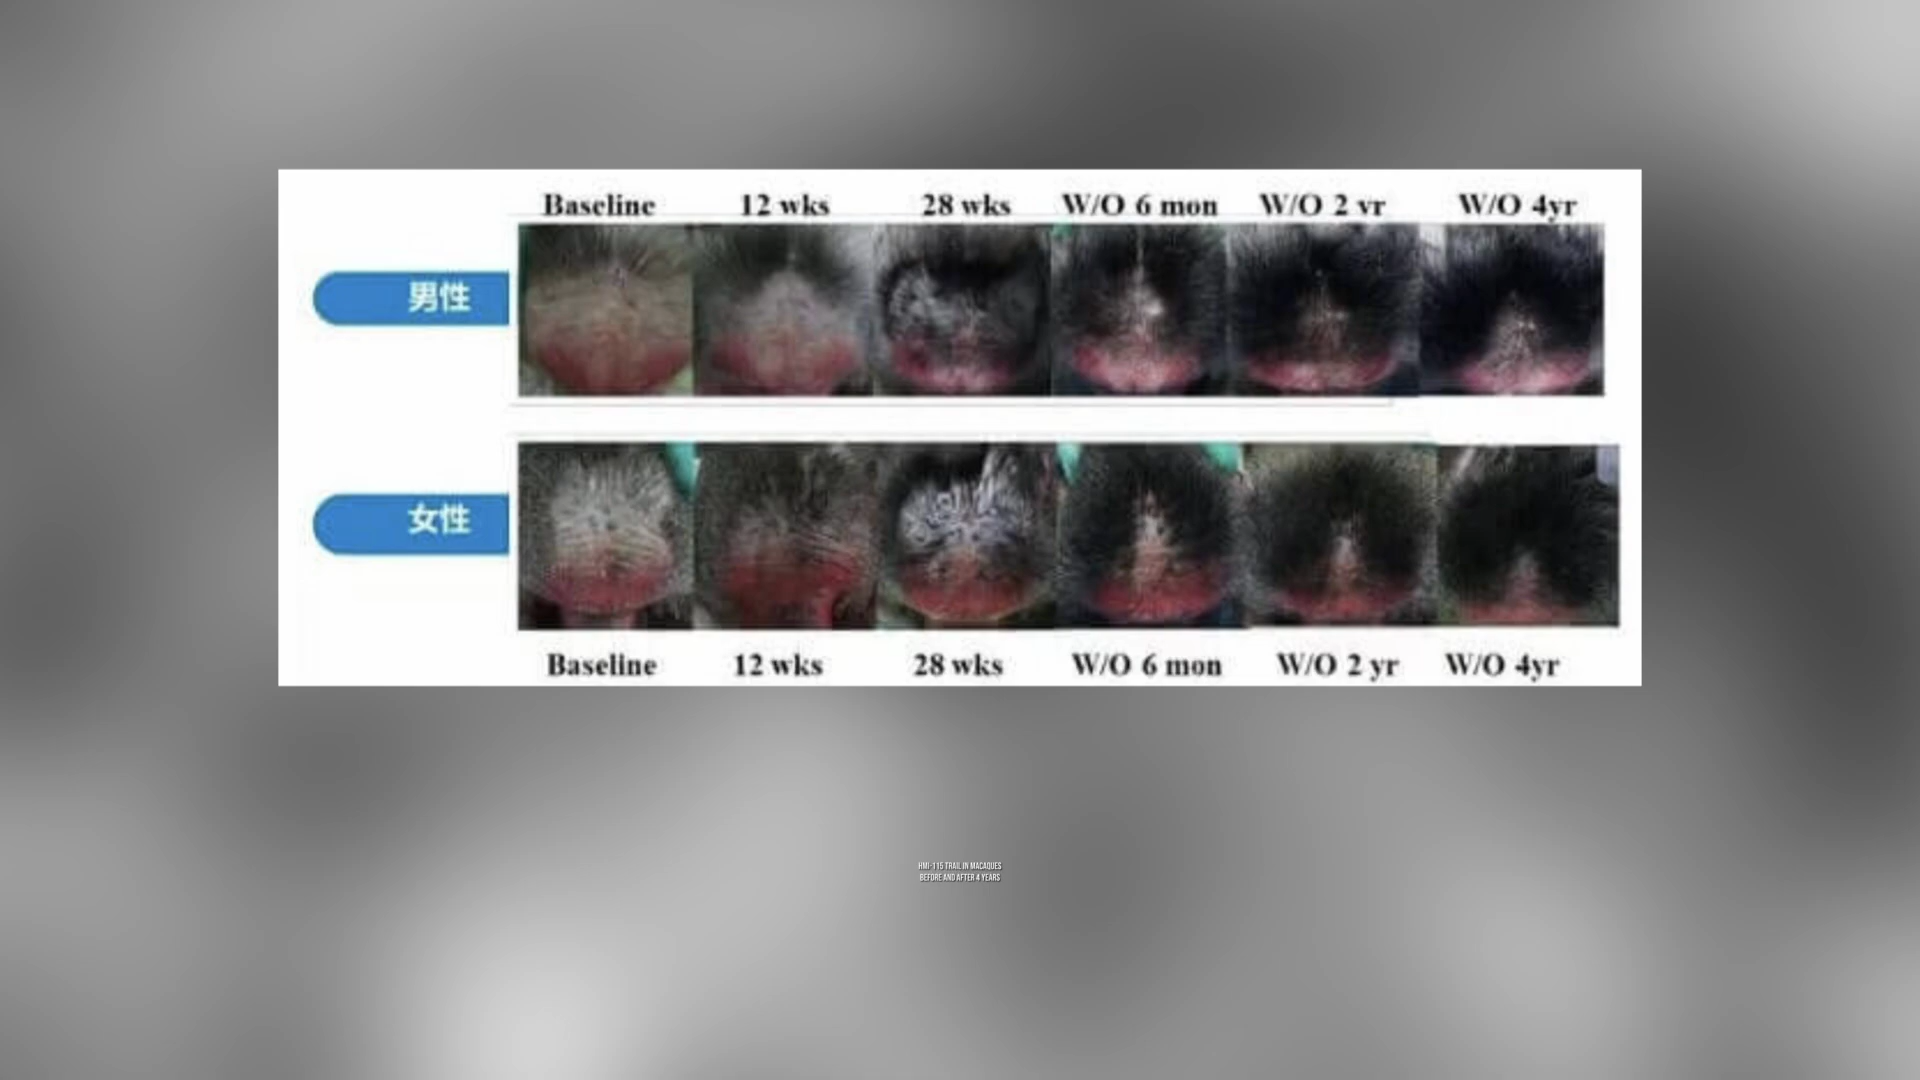 Baseline 12 wks 28 wks W/O 6 mon W/O 2 yr W/O 4yr
男性
女性
Baseline 12 wks 28 wks W/O 6 mon W/O 2 yr W/O 4yr
HMI-115 TRAIL IN MACAQUES
BEFORE AND AFTER 4 YEARS